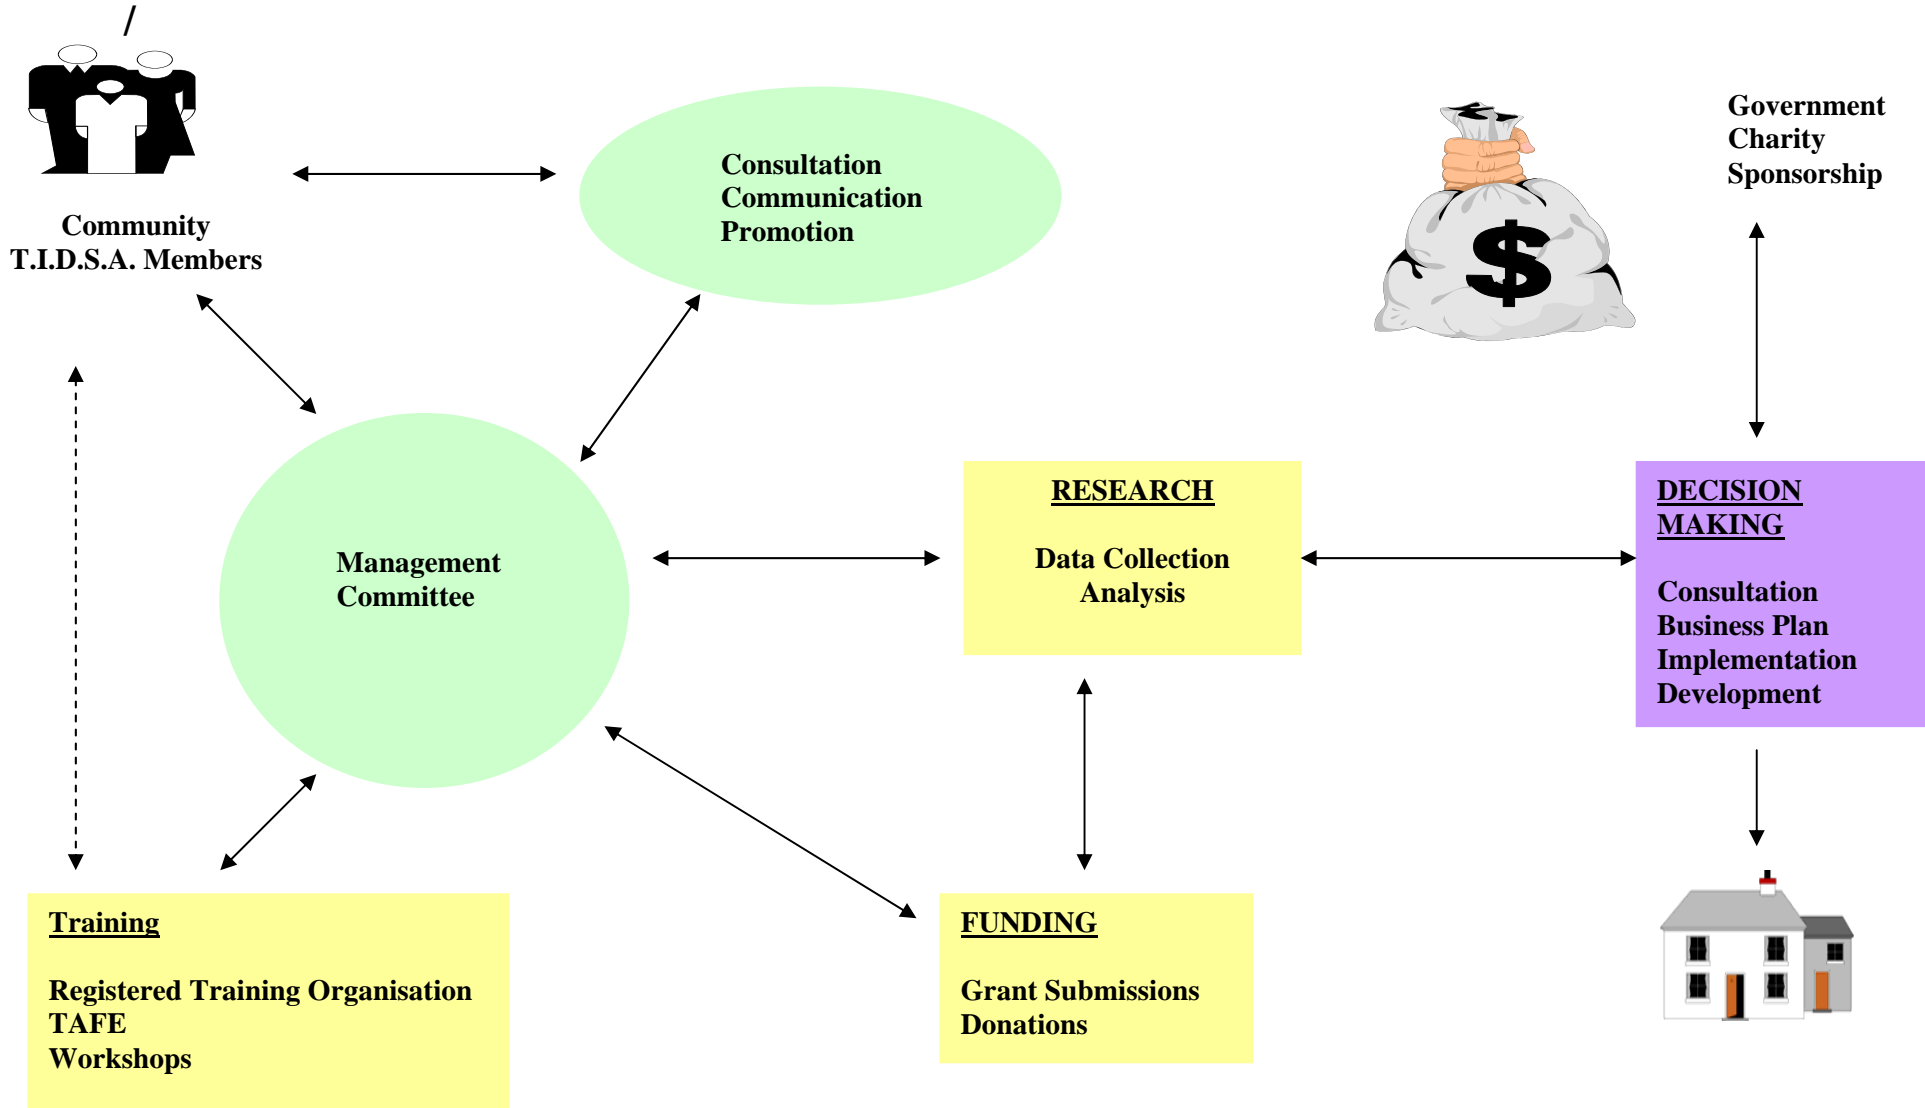 /
Community
T.I.D.S.A. Members
Consultation
Communication
Promotion
$
Government
Charity
Sponsorship
Management
Committee
RESEARCH
Data Collection
Analysis
DECISION
MAKING
Consultation
Business Plan
Implementation
Development
Training
Registered Training Organisation
TAFE
Workshops
FUNDING
Grant Submissions
Donations